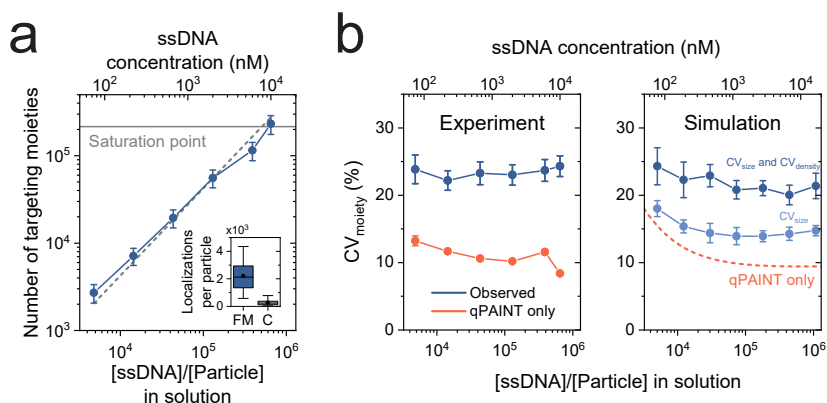 a
ssDNA
concentration (nM)
10² 10³ 10⁴
Number of targeting moieties
10⁵
10⁴
10³
Saturation point
Localizations
per particle
x10³
4
2
0
FM C
10⁴ 10⁵ 10⁶
[ssDNA]/[Particle]
in solution
b
ssDNA concentration (nM)
10² 10³ 10⁴
10² 10³ 10⁴
CV_moiety (%)
30
20
10
0
Experiment
Observed
qPAINT only
10⁴ 10⁵ 10⁶
30
20
10
0
Simulation
CV_size and CV_density
CV_size
qPAINT only
10⁴ 10⁵ 10⁶
[ssDNA]/[Particle] in solution